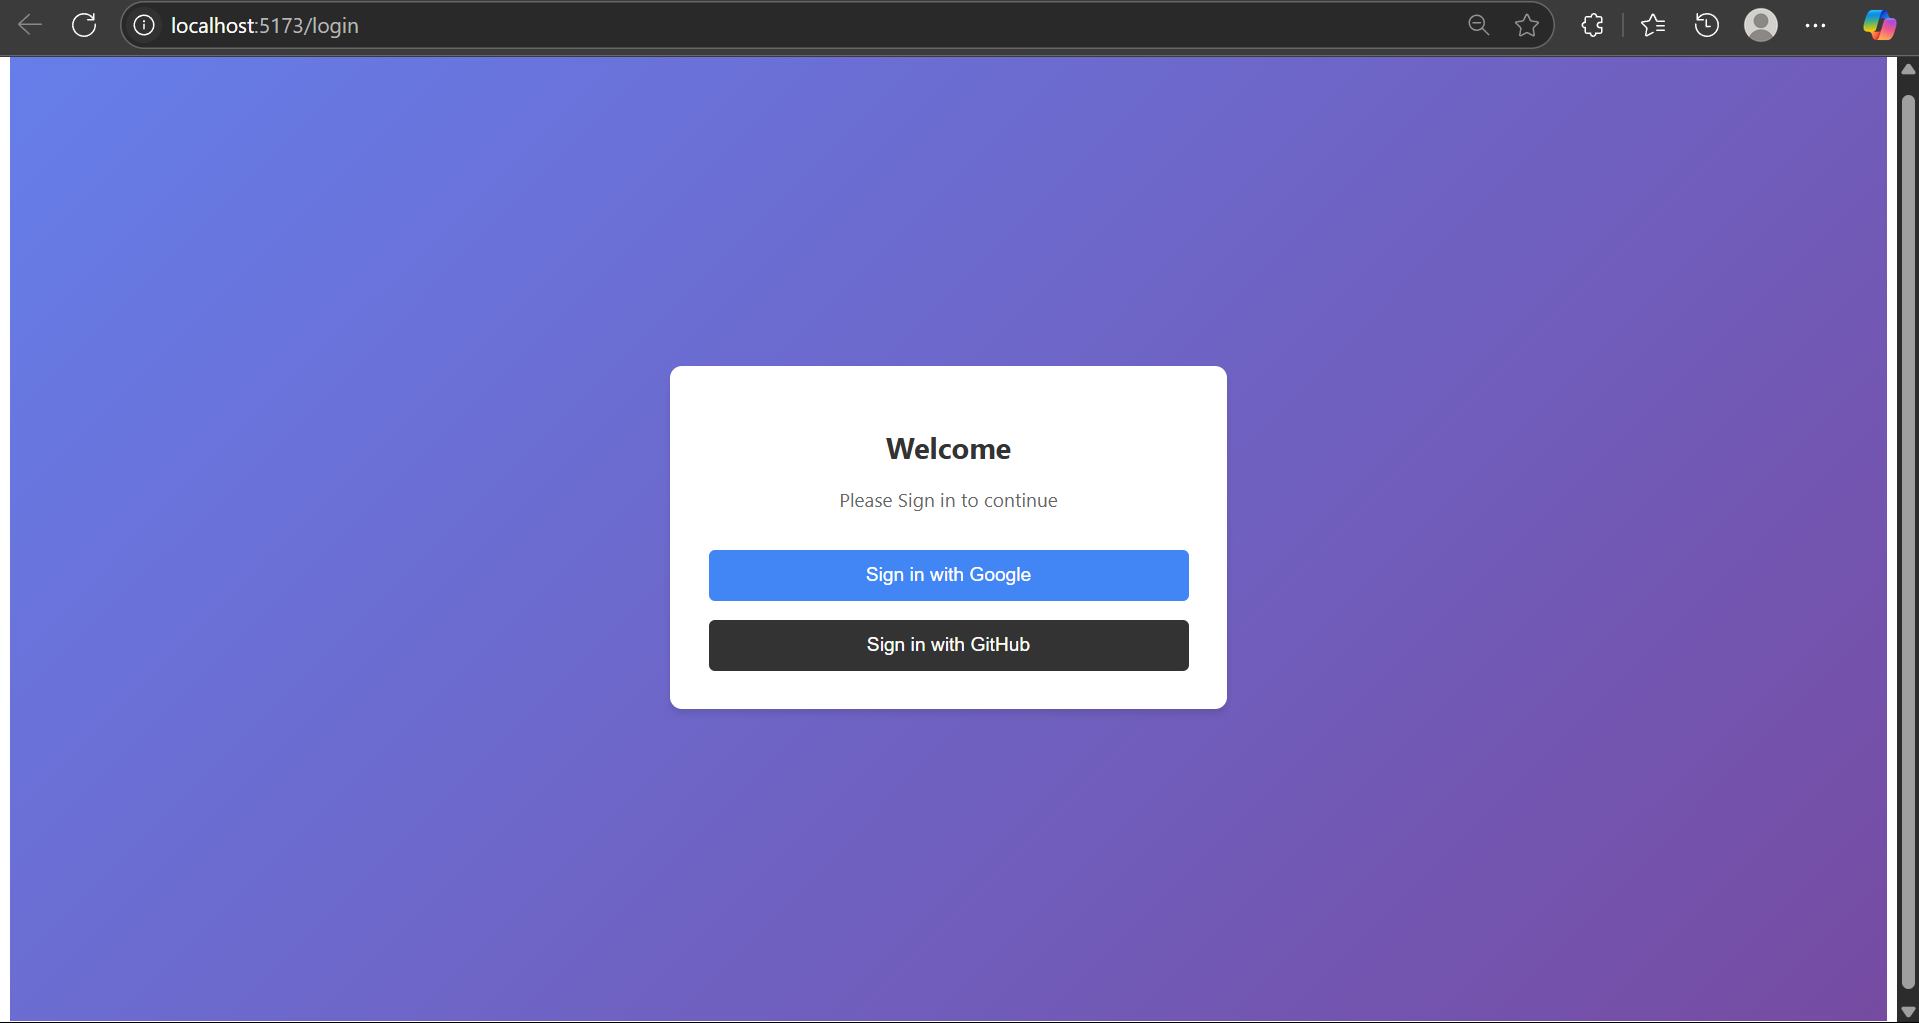 localhost:5173/login
Welcome
Please Sign in to continue
Sign in with Google
Sign in with GitHub